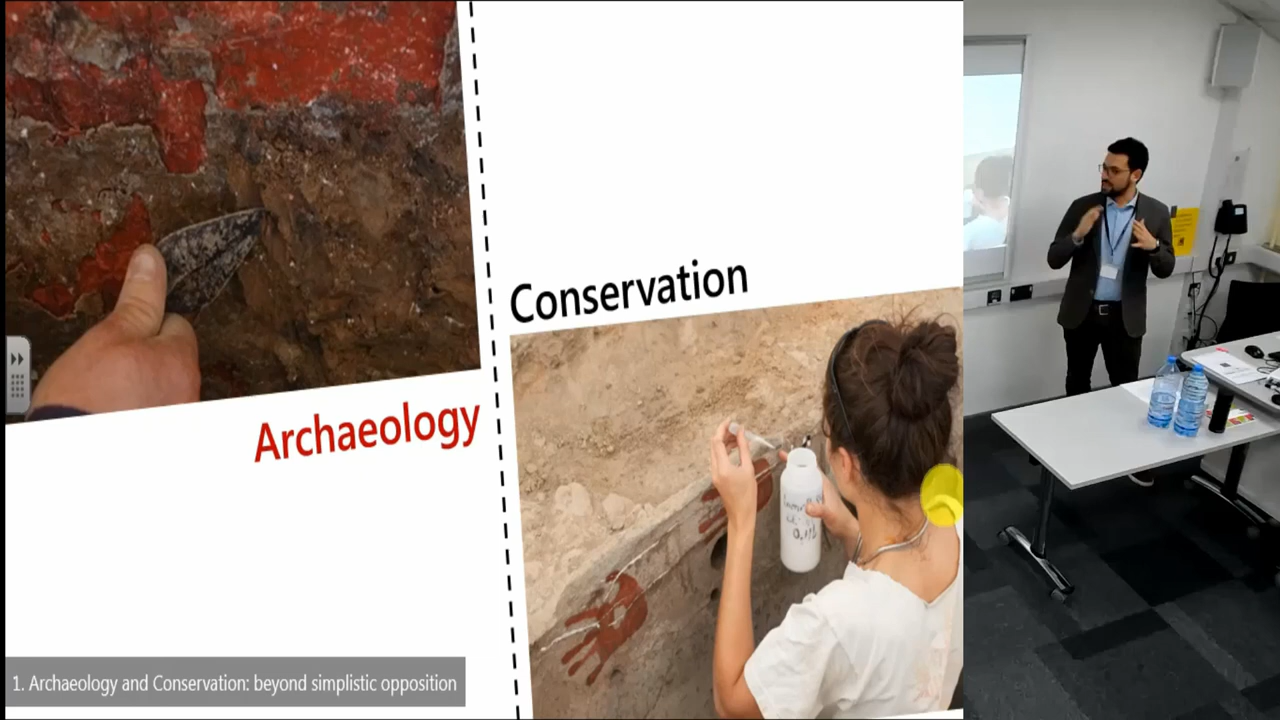 Conservation
Archaeology
1. Archaeology and Conservation: beyond simplistic opposition